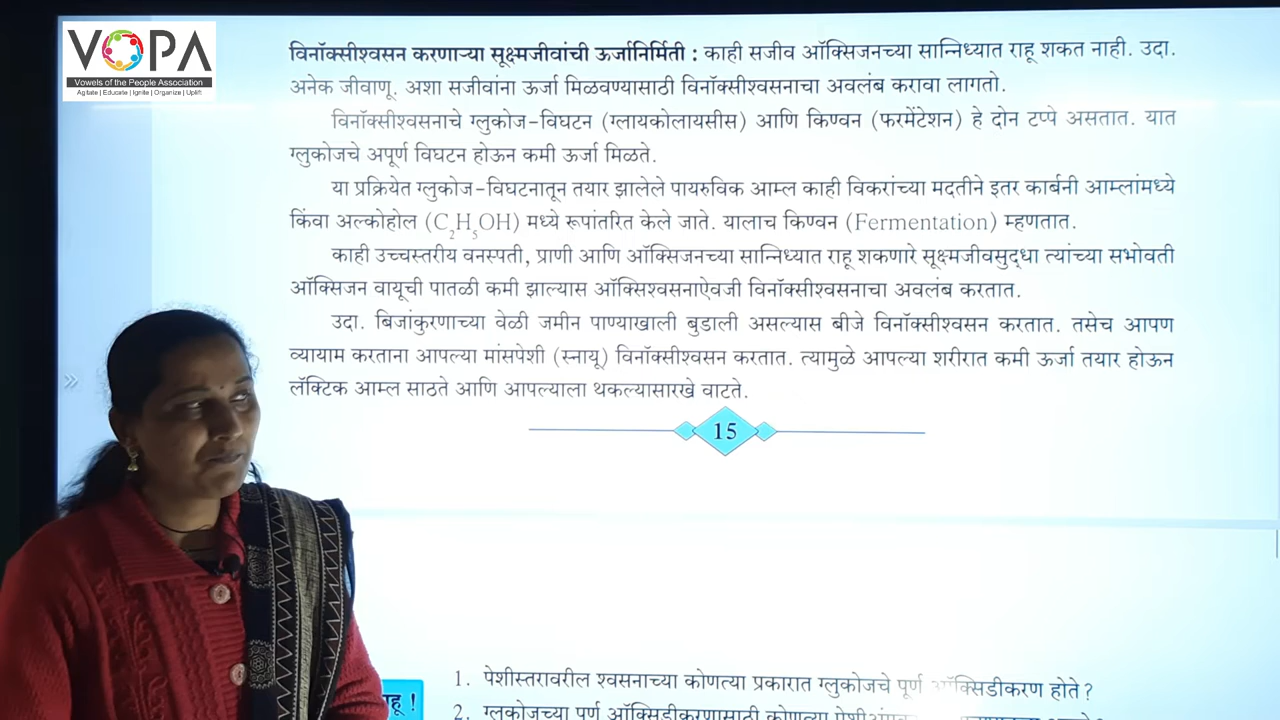 VOPA
Vowels of the People Association
Agitate | Educate | Ignite | Organize | Uplift
विनॉक्सीश्वसन करणाऱ्या सूक्ष्मजीवांची ऊर्जानिर्मिती : काही सजीव ऑक्सिजनच्या सान्निध्यात राहू शकत नाही. उदा.
अनेक जीवाणू. अशा सजीवांना ऊर्जा मिळवण्यासाठी विनॉक्सीश्वसनाचा अवलंब करावा लागतो.
विनॉक्सीश्वसनाचे ग्लुकोज-विघटन (ग्लायकोलायसीस) आणि किण्वन (फरमेंटेशन) हे दोन टप्पे असतात. यात
ग्लुकोजचे अपूर्ण विघटन होऊन कमी ऊर्जा मिळते.
या प्रक्रियेत ग्लुकोज-विघटनातून तयार झालेले पायरुविक आम्ल काही विकरांच्या मदतीने इतर कार्बनी आम्लांमध्ये
किंवा अल्कोहोल (C₂H₅OH) मध्ये रूपांतरित केले जाते. यालाच किण्वन (Fermentation) म्हणतात.
काही उच्चस्तरीय वनस्पती, प्राणी आणि ऑक्सिजनच्या सान्निध्यात राहू शकणारे सूक्ष्मजीवसुद्धा त्यांच्या सभोवती
ऑक्सिजन वायूची पातळी कमी झाल्यास ऑक्सिश्वसनाऐवजी विनॉक्सीश्वसनाचा अवलंब करतात.
उदा. बिजांकुरणाच्या वेळी जमीन पाण्याखाली बुडाली असल्यास बीजे विनॉक्सीश्वसन करतात. तसेच आपण
व्यायाम करताना आपल्या मांसपेशी (स्नायू) विनॉक्सीश्वसन करतात. त्यामुळे आपल्या शरीरात कमी ऊर्जा तयार होऊन
लॅक्टिक आम्ल साठते आणि आपल्याला थकल्यासारखे वाटते.
15
1. पेशीस्तरावरील श्वसनाच्या कोणत्या प्रकारात ग्लुकोजचे पूर्ण ऑक्सिडीकरण होते ?
2. ग्लुकोजच्या पूर्ण ऑक्सिडीकरणासाठी कोणत्या